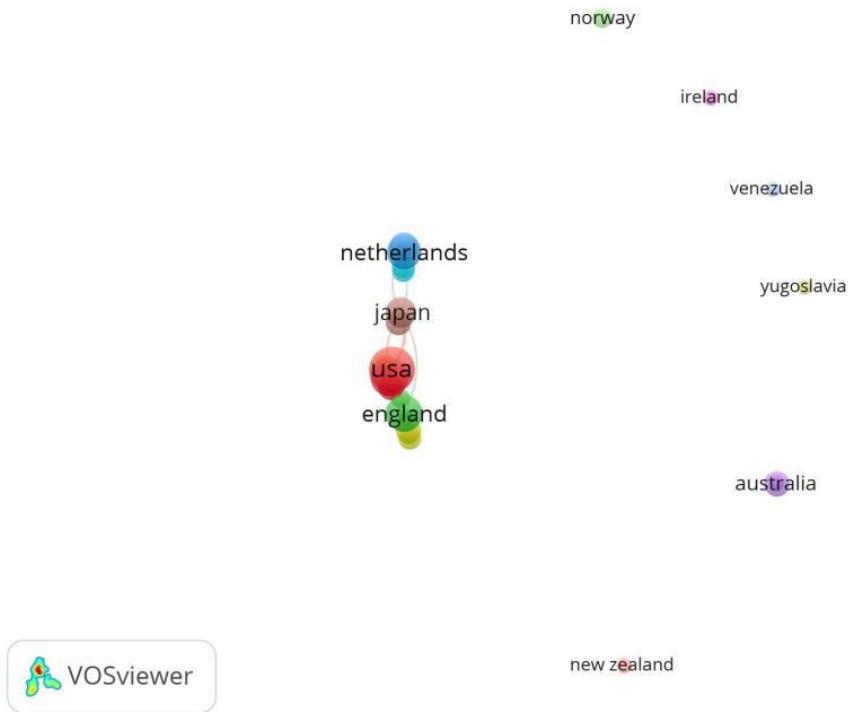 norway
ireland
venezuela
netherlands
yugoslavia
japan
usa
england
australia
new zealand
VOSviewer